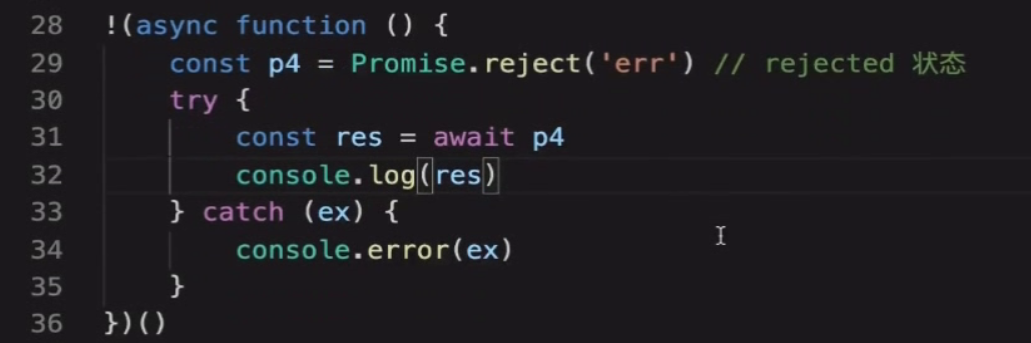 28 !(async function () {
29     const p4 = Promise.reject('err') // rejected 状态
30     try {
31         const res = await p4
32         console.log(res)
33     } catch (ex) {
34         console.error(ex)
35     }
36 })()